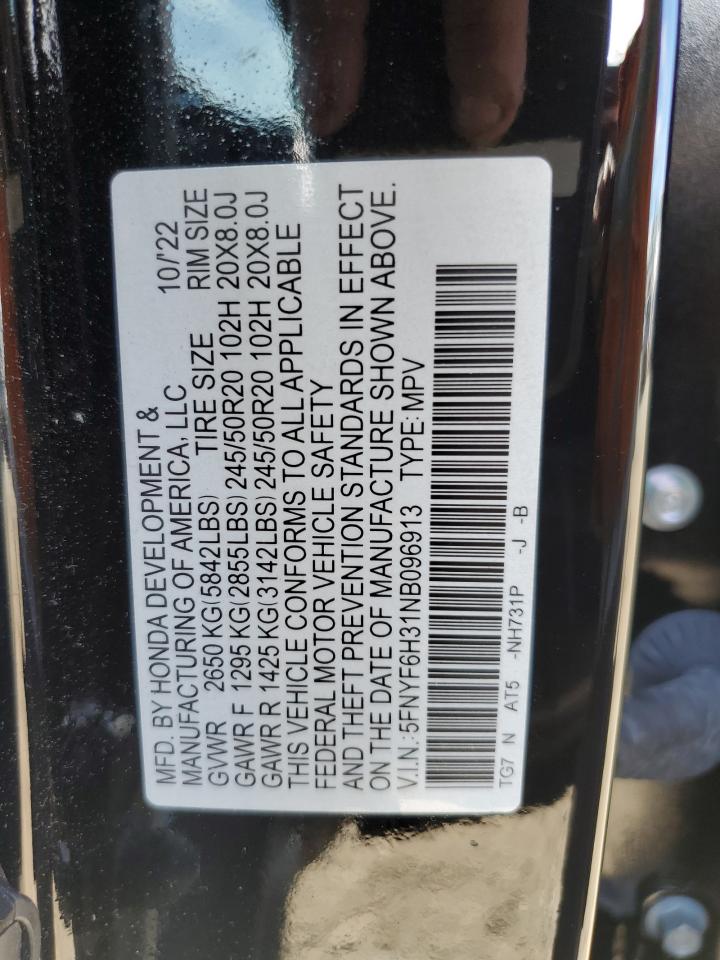 MFD. BY HONDA DEVELOPMENT &
MANUFACTURING OF AMERICA, LLC 10/'22
GVWR 2650 KG(5842LBS) TIRE SIZE RIM SIZE
GAWR F 1295 KG(2855LBS) 245/50R20 102H 20X8.0J
GAWR R 1425 KG(3142LBS) 245/50R20 102H 20X8.0J
THIS VEHICLE CONFORMS TO ALL APPLICABLE
FEDERAL MOTOR VEHICLE SAFETY
AND THEFT PREVENTION STANDARDS IN EFFECT
ON THE DATE OF MANUFACTURE SHOWN ABOVE.
V.I.N.:5FNYF6H31NB096913 TYPE:MPV
TG7 N AT5 -NH731P -J -B